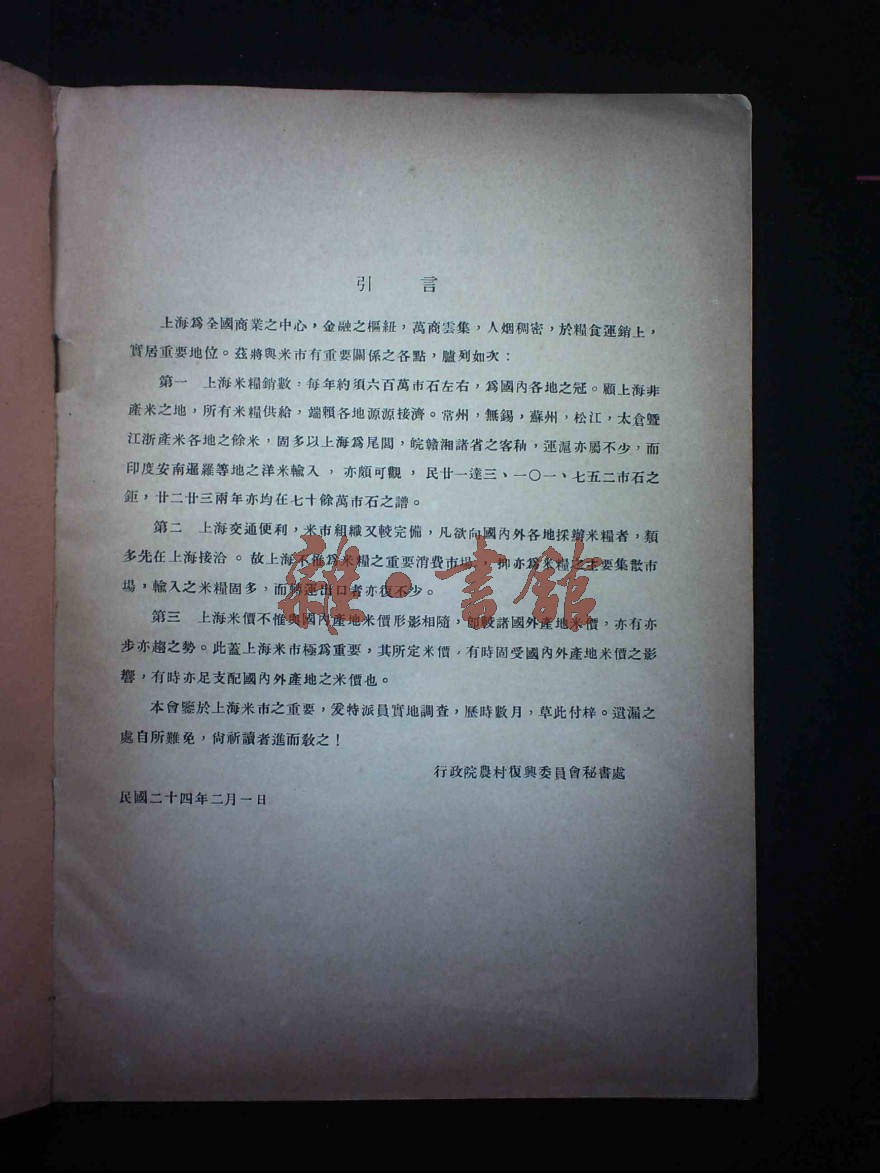 引言
上海爲全國商業之中心，金融之樞紐，萬商雲集，人烟稠密，於糧食運銷上，
實居重要地位。茲將與米市有重要關係之各點，臚列如次：
第一　上海米糧銷數，每年約須六百萬市石左右，爲國內各地之冠。顧上海非
產米之地，所有米糧供給，端賴各地源源接濟。常州，無錫，蘇州，松江，太倉曁
江浙產米各地之餘米，固多以上海爲尾閭，皖贛湘諸省之客秈，運滬亦屬不少，而
印度安南暹羅等地之洋米輸入，亦頗可觀，民廿一達三、一〇一、七五二市石之
鉅，廿二廿三兩年亦均在七十餘萬市石之譜。
第二　上海交通便利，米市組織又較完備，凡欲向國內外各地採辦米糧者，類
多先在上海接洽。故上海不惟爲米糧之重要消費市場，抑亦爲米糧之主要集散市
場，輸入之米糧固多，而轉運出口者亦復不少。
第三　上海米價不惟與國內產地米價形影相隨，卽較諸國外產地米價，亦有亦
步亦趨之勢。此蓋上海米市極爲重要，其所定米價，有時固受國內外產地米價之影
響，有時亦足支配國內外產地之米價也。
本會鑒於上海米市之重要，爰特派員實地調查，歷時數月，草此付梓。遺漏之
處自所難免，尙祈讀者進而敎之！
行政院農村復興委員會秘書處
民國二十四年二月一日
雜·書館